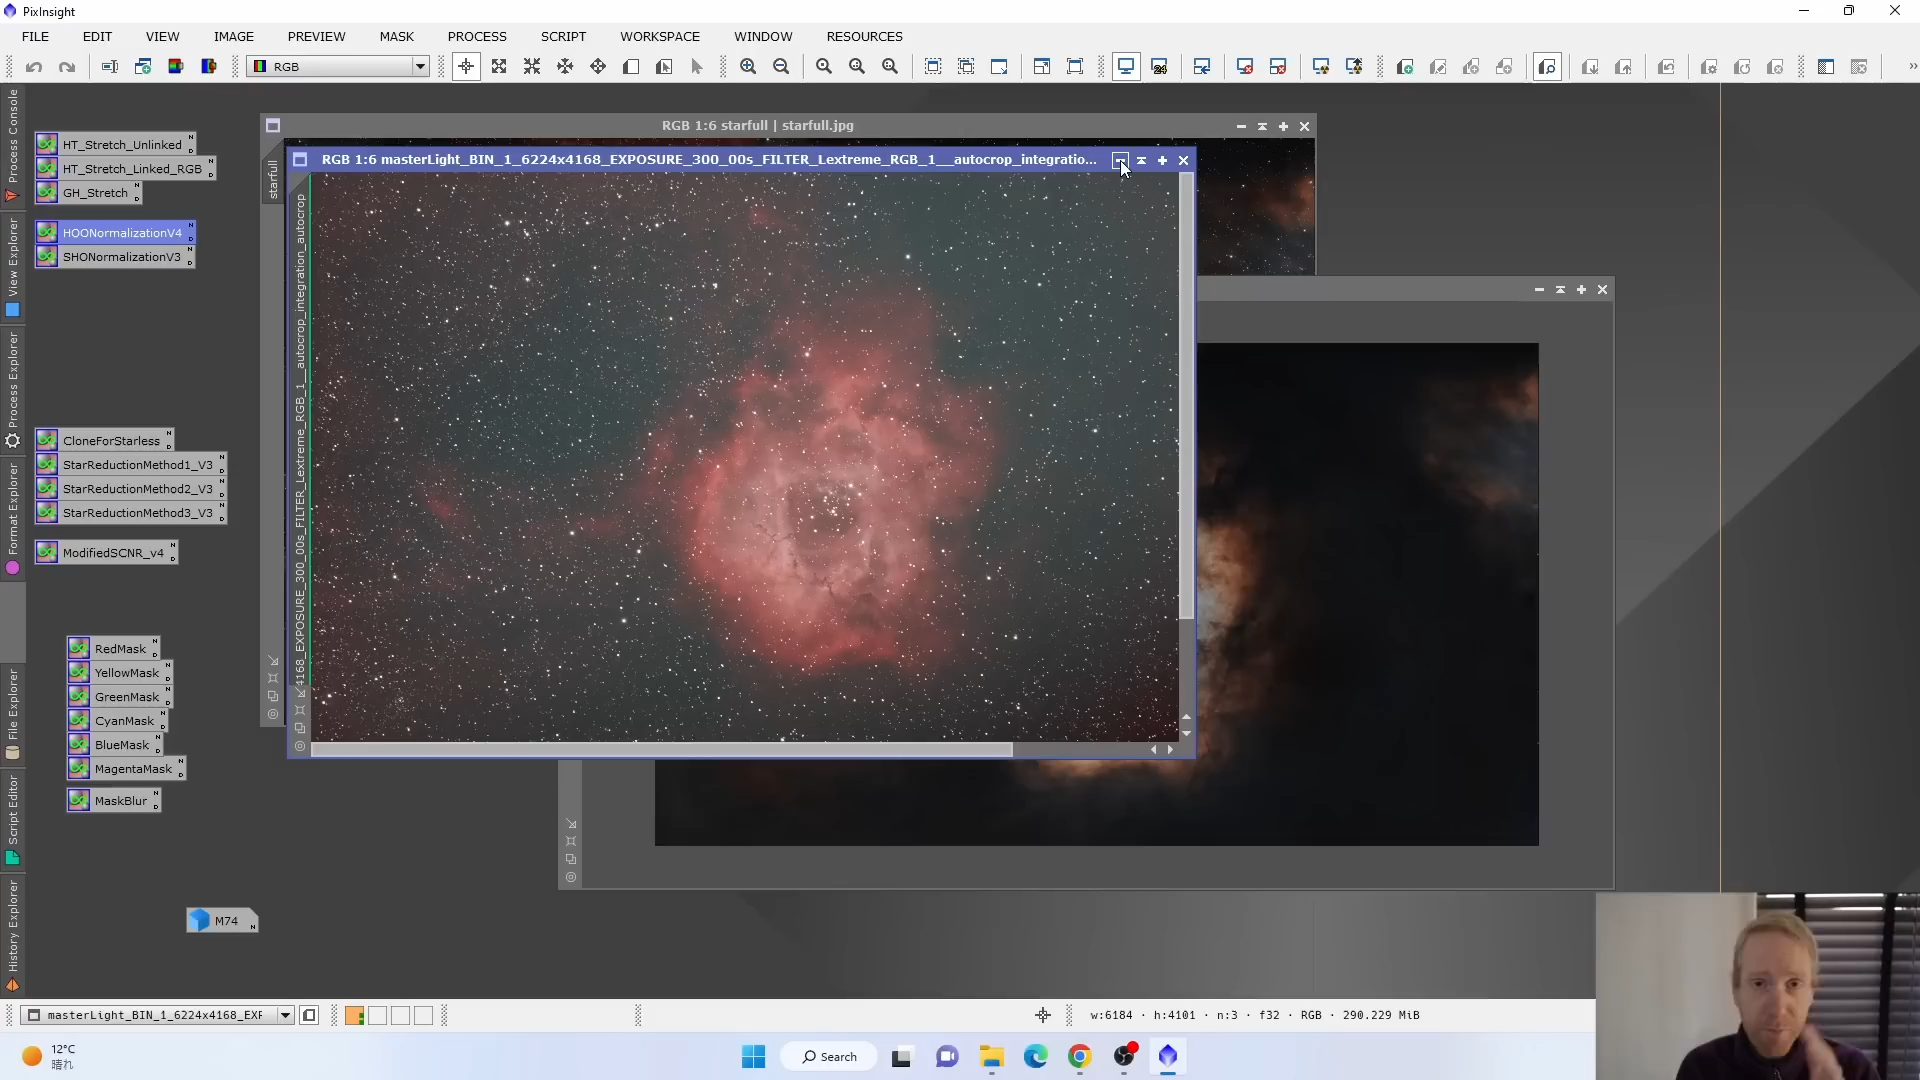 PixInsight
FILE EDIT VIEW IMAGE PREVIEW MASK PROCESS SCRIPT WORKSPACE WINDOW RESOURCES
RGB
24
Process Console
View Explorer
Process Explorer
Format Explorer
File Explorer
Script Editor
History Explorer
HT_Stretch_Unlinked
HT_Stretch_Linked_RGB
GH_Stretch
HOONormalizationV4
SHONormalizationV3
CloneForStarless
StarReductionMethod1_V3
StarReductionMethod2_V3
StarReductionMethod3_V3
ModifiedSCNR_v4
RedMask
YellowMask
GreenMask
CyanMask
BlueMask
MagentaMask
MaskBlur
M74
RGB 1:6 starfull | starfull.jpg
starfull
RGB 1:6 masterLight_BIN_1_6224x4168_EXPOSURE_300_00s_FILTER_Lextreme_RGB_1__autocrop_integratio...
4168_EXPOSURE_300_00s_FILTER_Lextreme_RGB_1__autocrop_integration_autocrop
masterLight_BIN_1_6224x4168_EXP
w:6184 · h:4101 · n:3 · f32 · RGB · 290.229 MiB
12°C
晴れ
Search